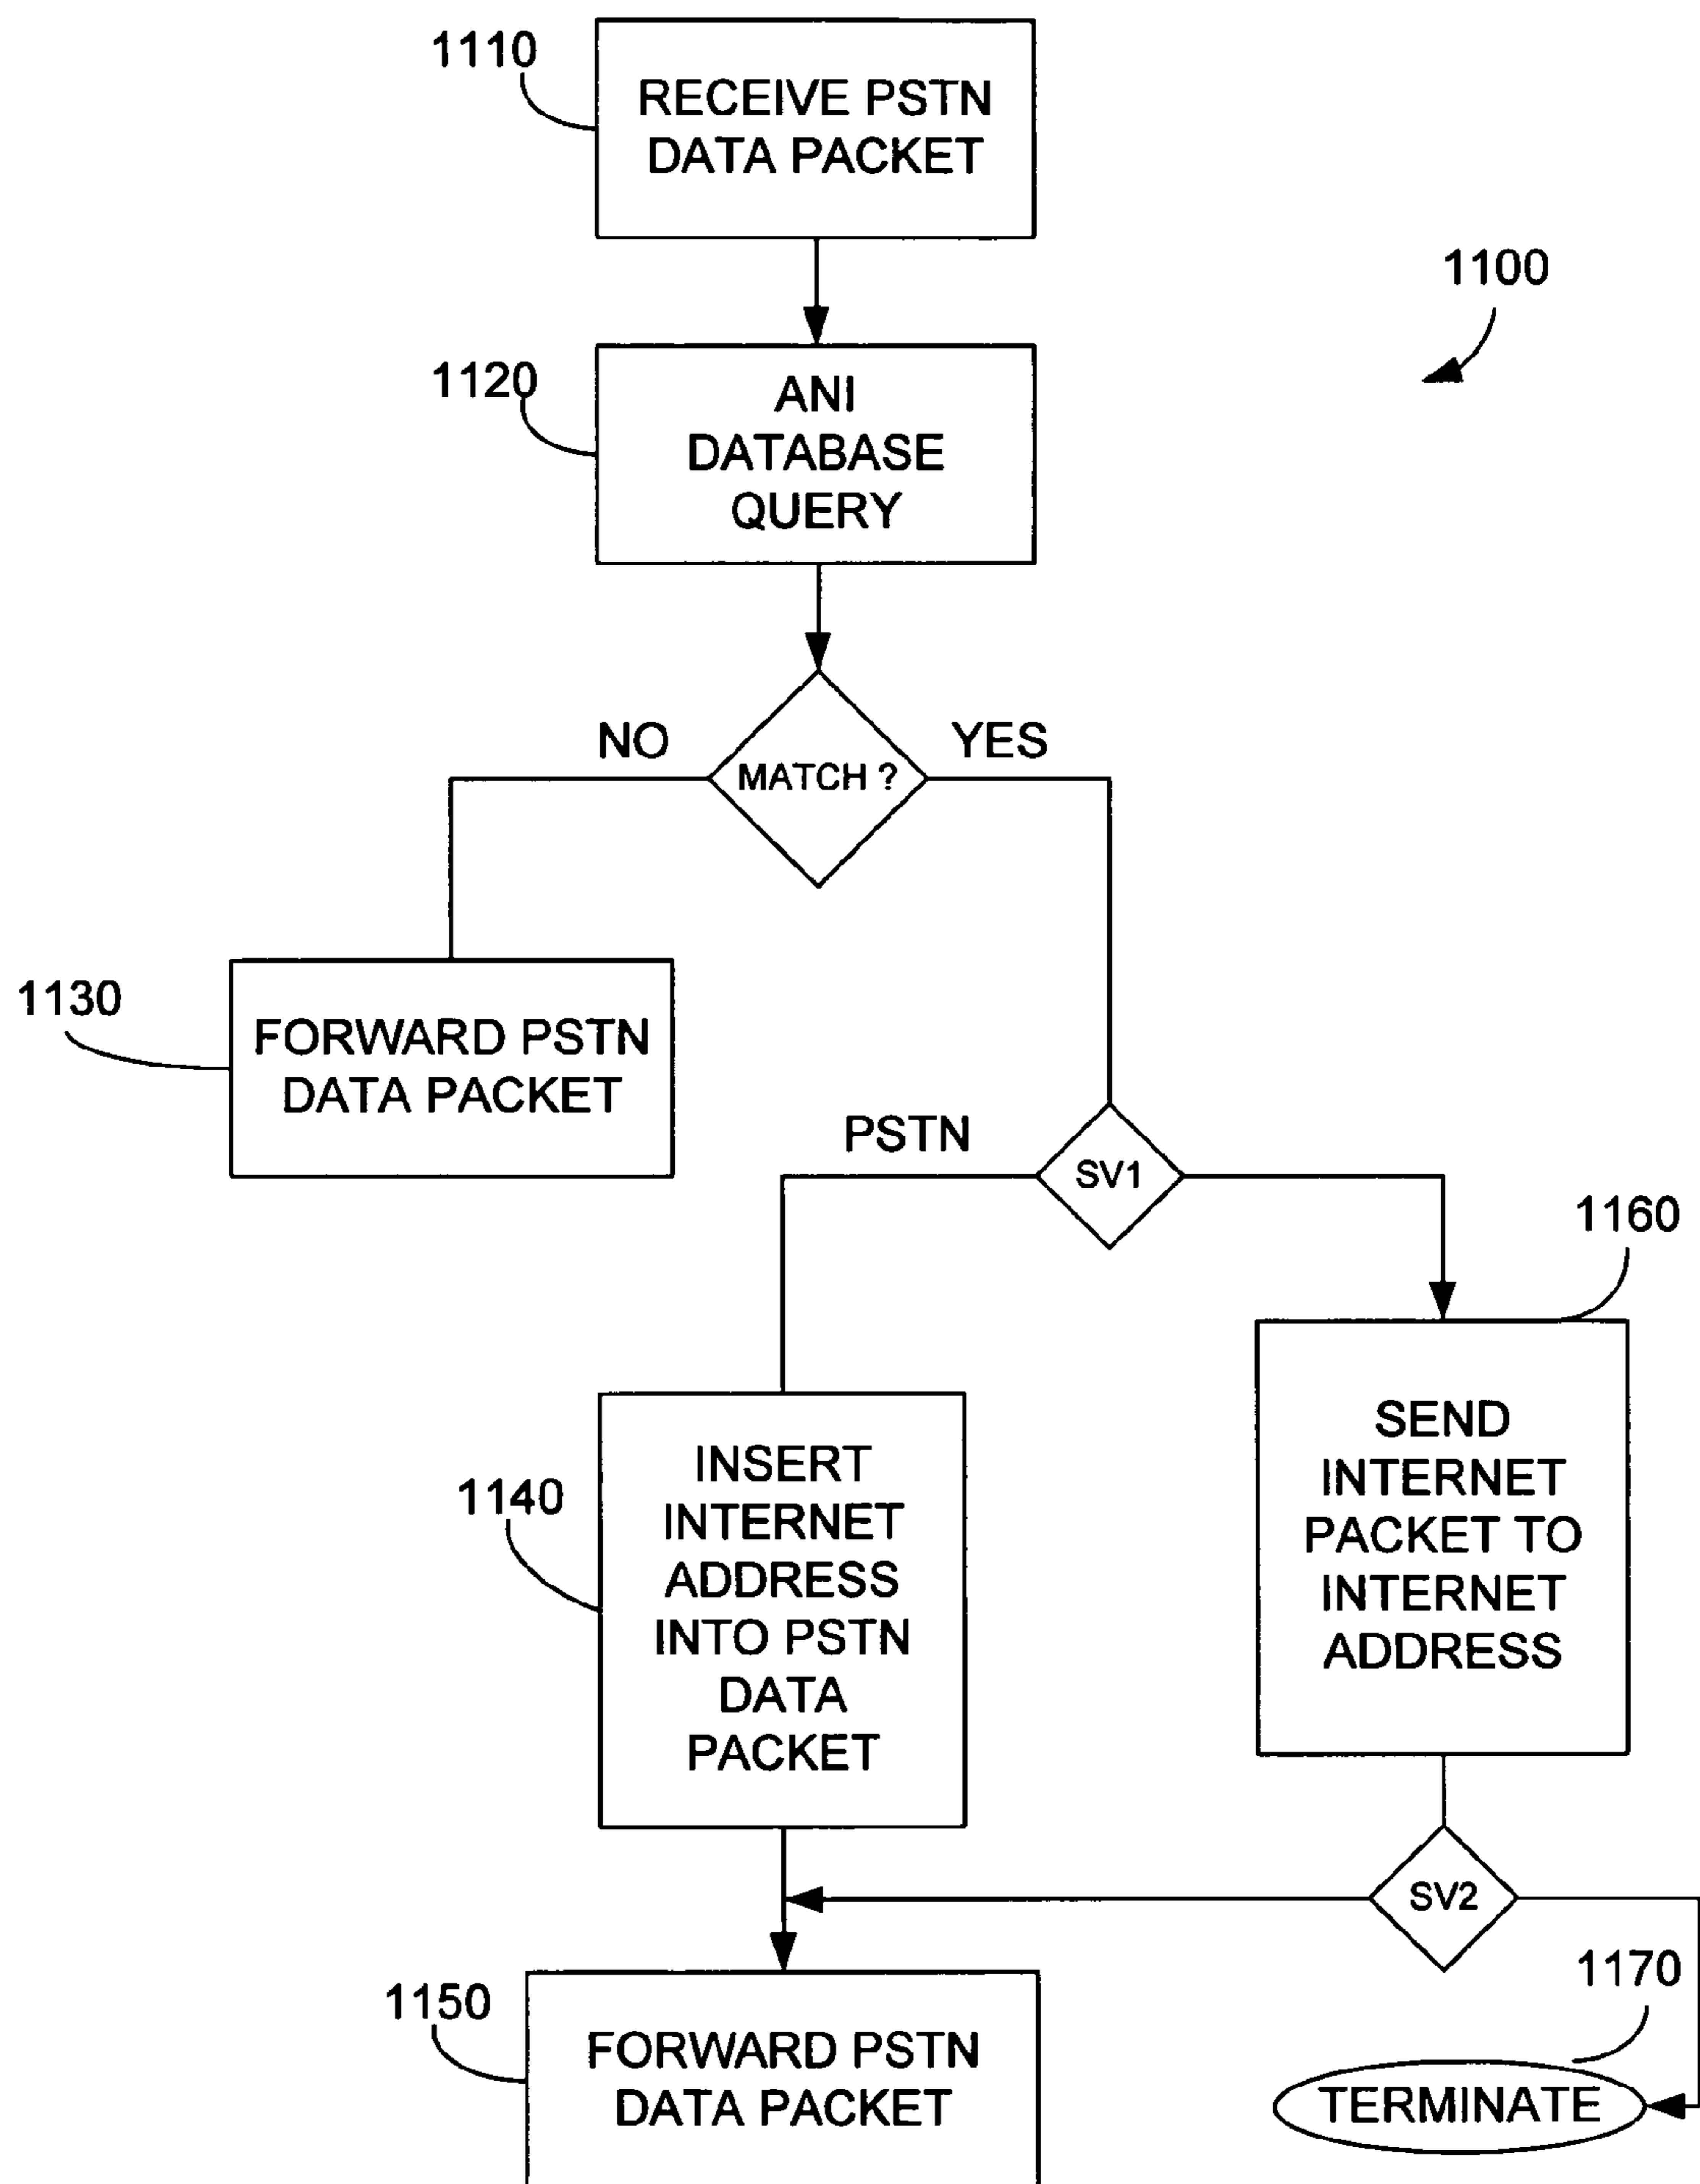 1110
RECEIVE PSTN
DATA PACKET
1100
1120
ANI
DATABASE
QUERY
NO
YES
MATCH ?
1130
FORWARD PSTN
DATA PACKET
PSTN
SV1
1160
SEND
INTERNET
PACKET TO
INTERNET
ADDRESS
1140
INSERT
INTERNET
ADDRESS
INTO PSTN
DATA
PACKET
SV2
1170
1150
FORWARD PSTN
DATA PACKET
TERMINATE